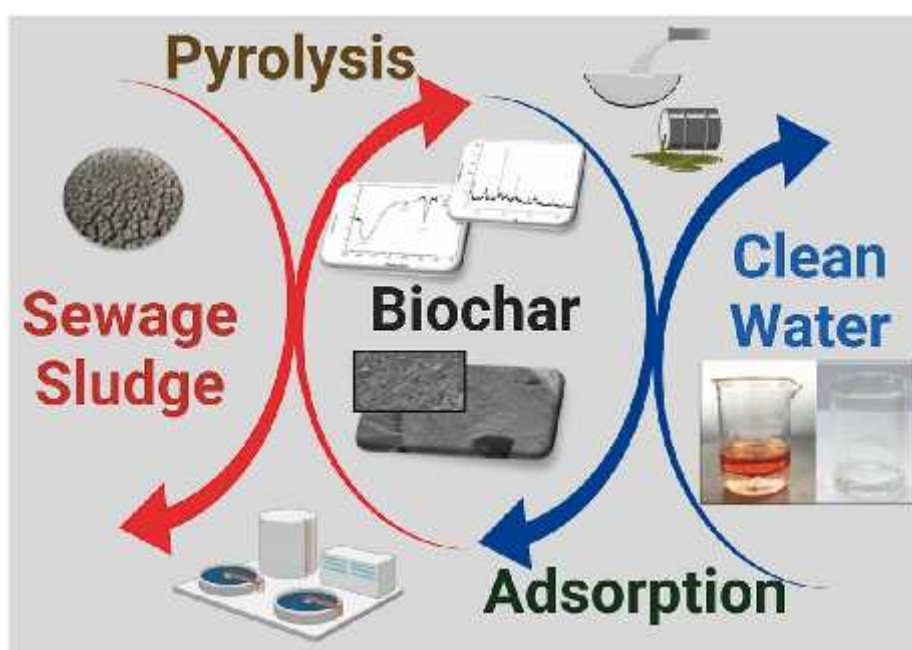 Pyrolysis
Sewage
Sludge
Biochar
Clean
Water
Adsorption